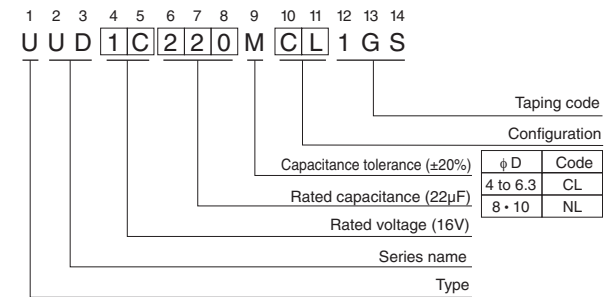 1 2 3 4 5 6 7 8 9 10 11 12 13 14
U U D 1 C 2 2 0 M C L 1 G S
Taping code
Configuration
φ D Code
4 to 6.3 CL
8 • 10 NL
Capacitance tolerance (±20%)
Rated capacitance (22µF)
Rated voltage (16V)
Series name
Type